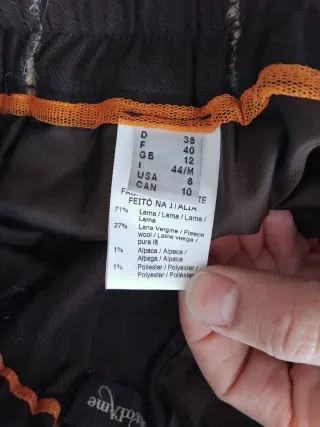 D 38
F 40
GB 12
I 44/M
USA 8
CAN 10
FEITO NA ITALIA
71% Lama / Lama / Lama /
Lama
27% Lana Vergine / Fleece
wool / Laine vierge /
pura lã
1% Alpaca / Alpaca /
Alpaga / Alpaca
1% Poliester / Polyester /
Poliéster / Polyester